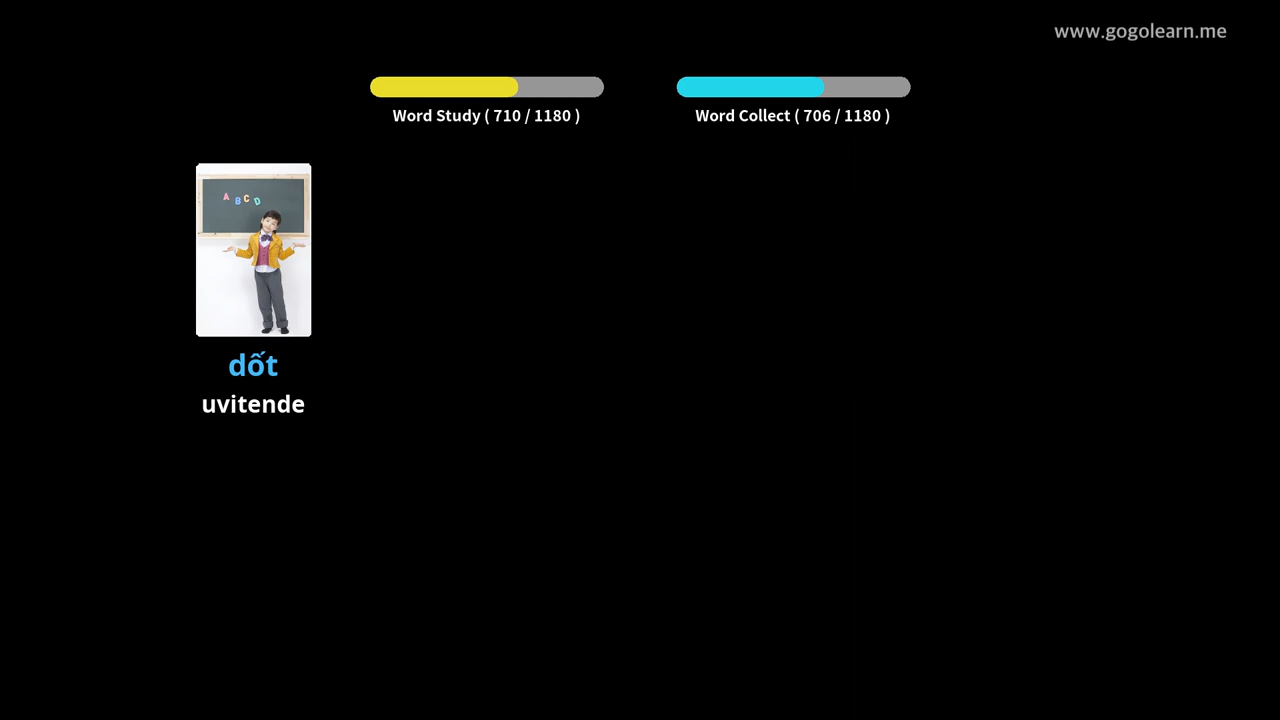 www.gogolearn.me
Word Study ( 710 / 1180 )
Word Collect ( 706 / 1180 )
A B C D
dốt
uvitende